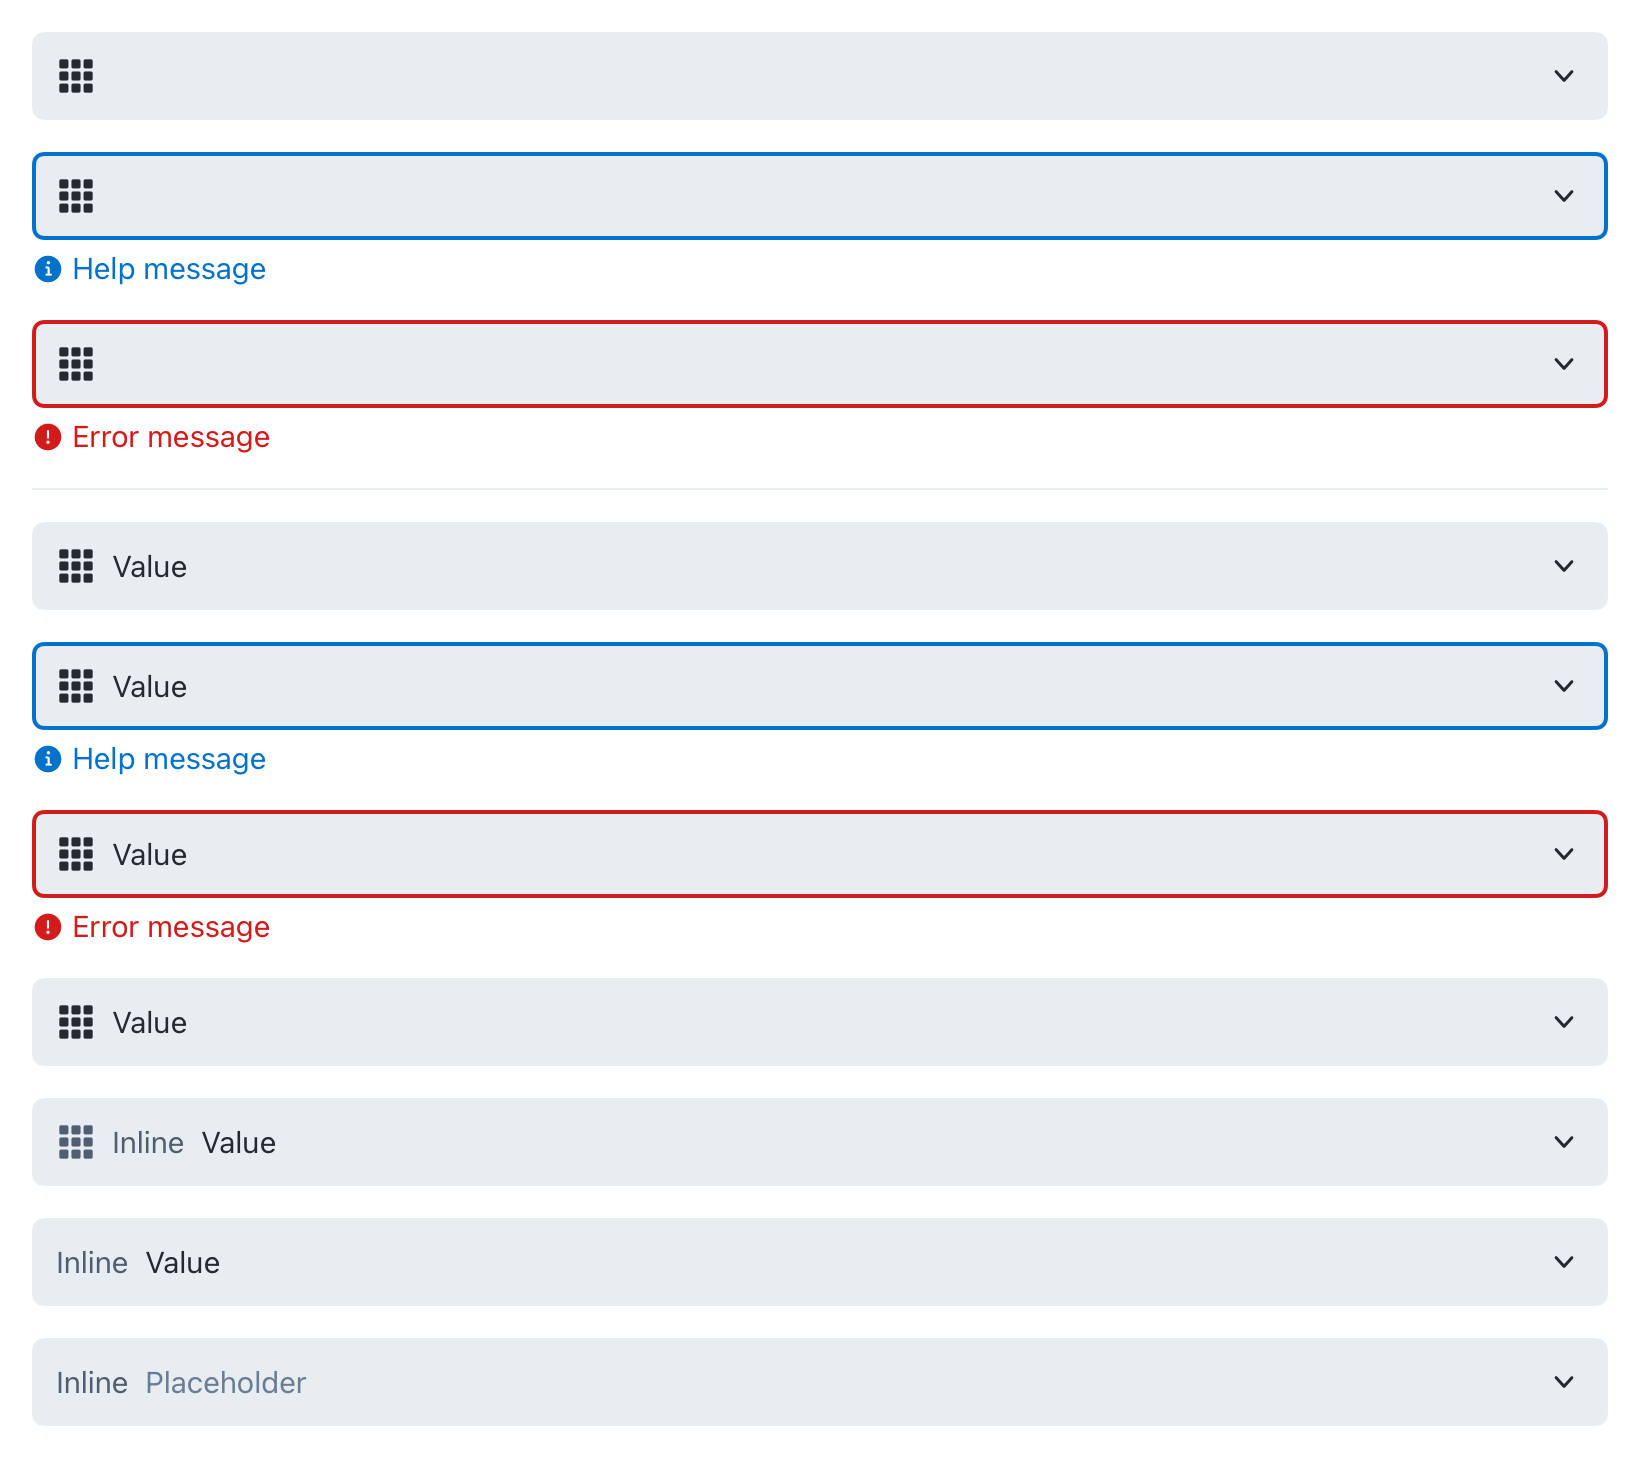 Help message
Error message
Value
Value
Help message
Value
Error message
Value
Inline Value
Inline Value
Inline Placeholder